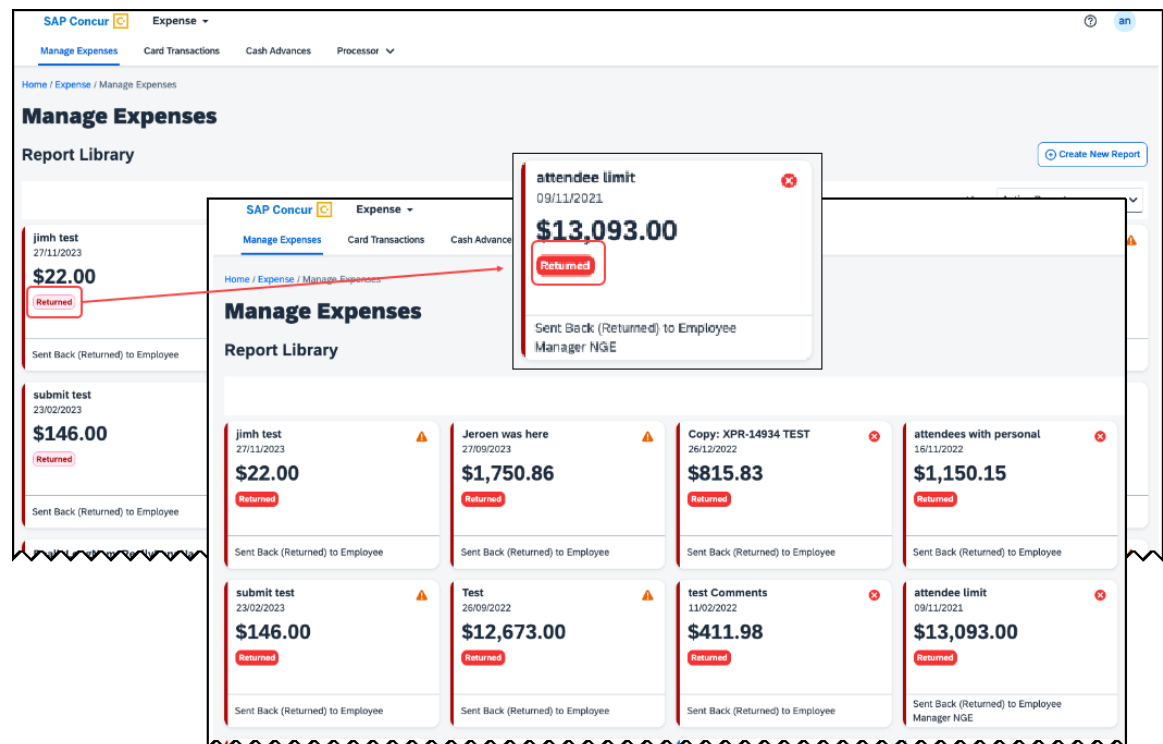 SAP Concur Expense
an
Manage Expenses Card Transactions Cash Advances Processor
Home / Expense / Manage Expenses
Manage Expenses
Report Library
Create New Report
jimh test
27/11/2023
$22.00
Returned
Sent Back (Returned) to Employee
submit test
23/02/2023
$146.00
Returned
Sent Back (Returned) to Employee
attendee limit
09/11/2021
$13,093.00
Returned
Sent Back (Returned) to Employee
Manager NGE
SAP Concur Expense
Manage Expenses Card Transactions Cash Advance
Home / Expense / Manage Expenses
Manage Expenses
Report Library
jimh test
27/11/2023
$22.00
Returned
Sent Back (Returned) to Employee
Jeroen was here
27/09/2023
$1,750.86
Returned
Sent Back (Returned) to Employee
Copy: XPR-14934 TEST
26/12/2022
$815.83
Returned
Sent Back (Returned) to Employee
attendees with personal
16/11/2022
$1,150.15
Returned
Sent Back (Returned) to Employee
submit test
23/02/2023
$146.00
Returned
Sent Back (Returned) to Employee
Test
26/09/2022
$12,673.00
Returned
Sent Back (Returned) to Employee
test Comments
11/02/2022
$411.98
Returned
Sent Back (Returned) to Employee
attendee limit
09/11/2021
$13,093.00
Returned
Sent Back (Returned) to Employee
Manager NGE